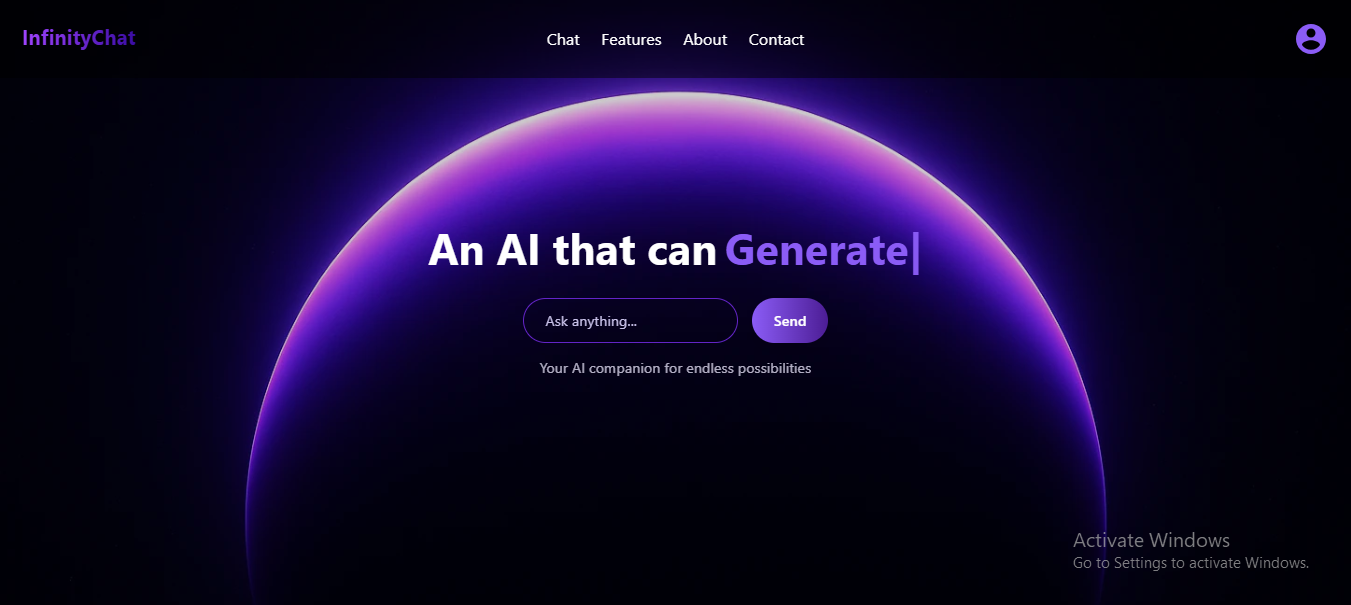 InfinityChat
Chat Features About Contact
An AI that can Generate|
Ask anything...
Send
Your AI companion for endless possibilities
Activate Windows
Go to Settings to activate Windows.